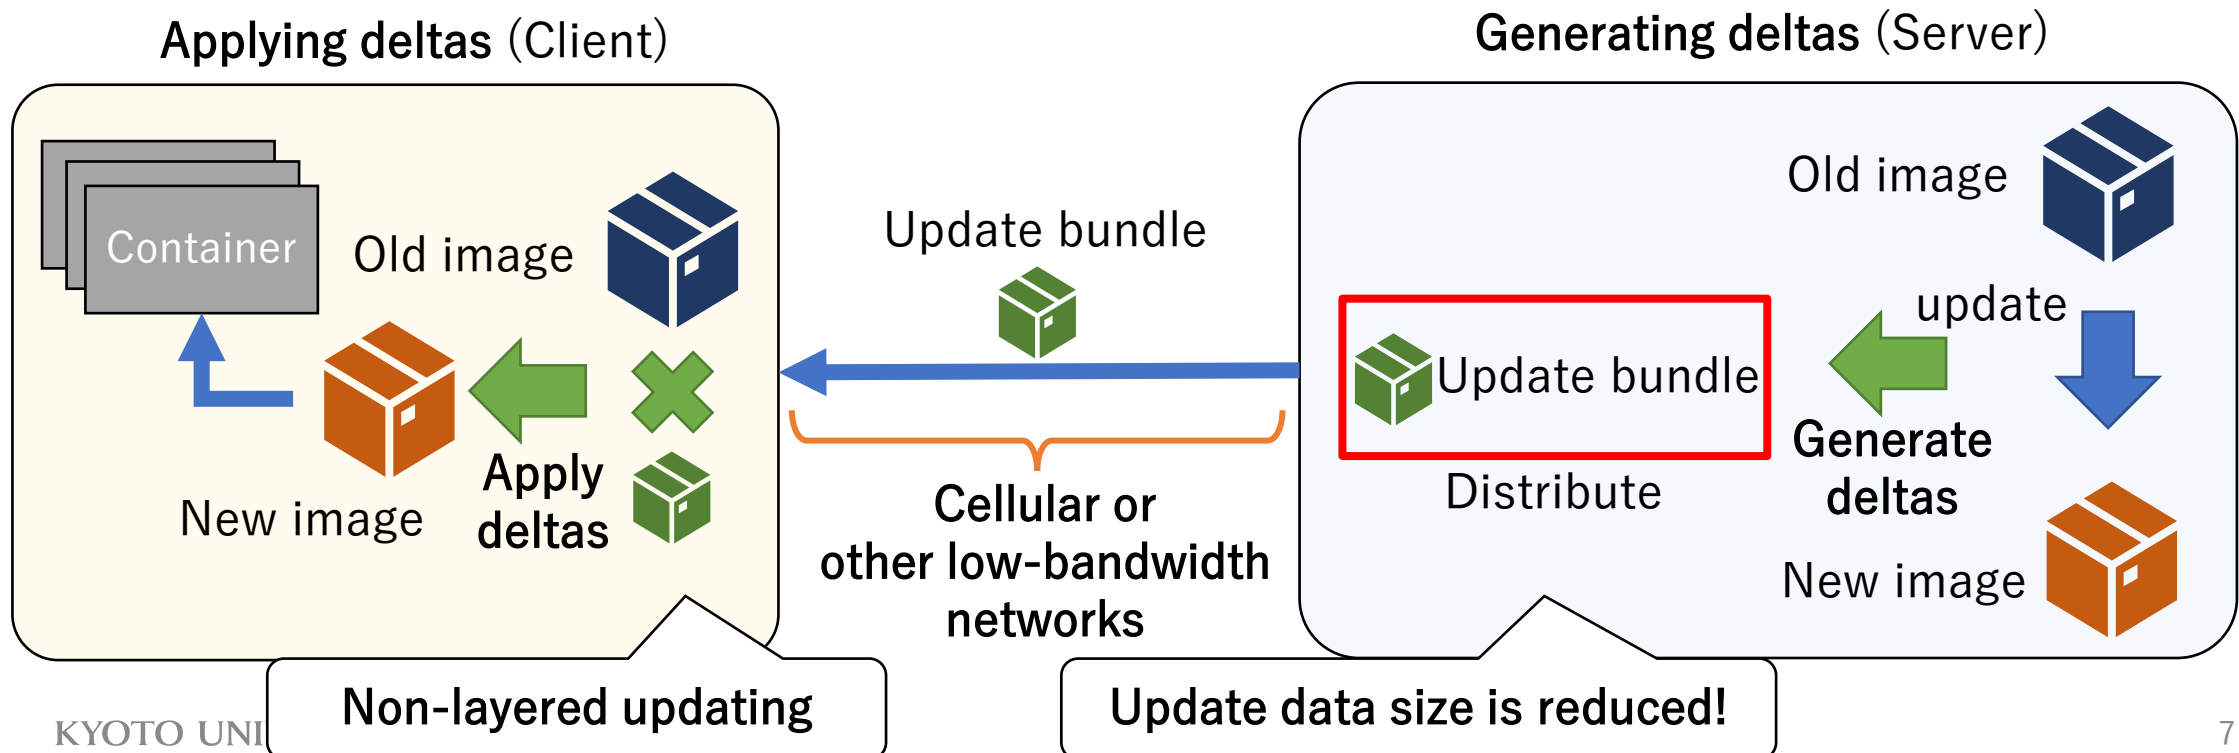 Applying deltas (Client)
Generating deltas (Server)
Container
Old image
New image
Apply
deltas
Update bundle
Cellular or
other low-bandwidth
networks
Old image
update
Update bundle
Distribute
Generate
deltas
New image
Non-layered updating
Update data size is reduced!
KYOTO UNI
7